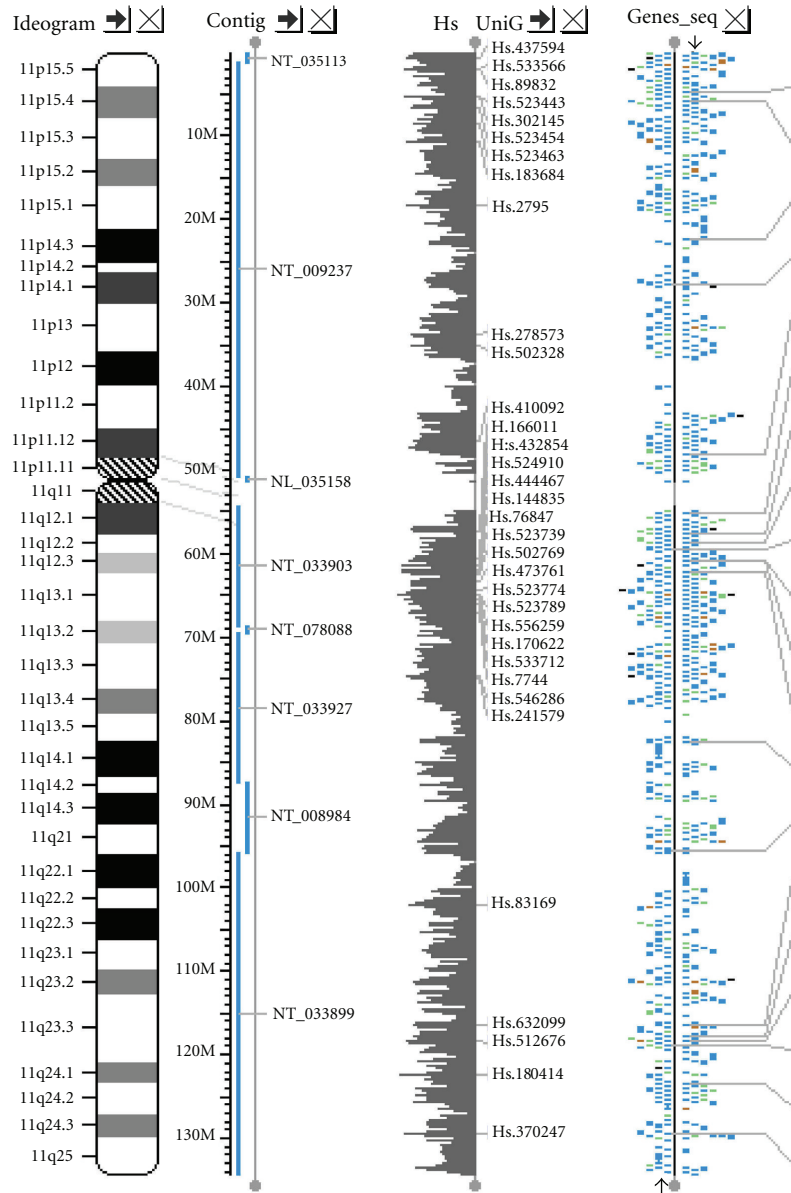 Ideogram
Contig
Hs UniG
Genes_seq
11p15.5
11p15.4
11p15.3
11p15.2
11p15.1
11p14.3
11p14.2
11p14.1
11p13
11p12
11p11.2
11p11.12
11p11.11
11q11
11q12.1
11q12.2
11q12.3
11q13.1
11q13.2
11q13.3
11q13.4
11q13.5
11q14.1
11q14.2
11q14.3
11q21
11q22.1
11q22.2
11q22.3
11q23.1
11q23.2
11q23.3
11q24.1
11q24.2
11q24.3
11q25
10M
20M
30M
40M
50M
60M
70M
80M
90M
100M
110M
120M
130M
NT_035113
NT_009237
NL_035158
NT_033903
NT_078088
NT_033927
NT_008984
NT_033899
Hs.437594
Hs.533566
Hs.89832
Hs.523443
Hs.302145
Hs.523454
Hs.523463
Hs.183684
Hs.2795
Hs.278573
Hs.502328
Hs.410092
H.166011
H:s.432854
Hs.524910
Hs.444467
Hs.144835
Hs.76847
Hs.523739
Hs.502769
Hs.473761
Hs.523774
Hs.523789
Hs.556259
Hs.170622
Hs.533712
Hs.7744
Hs.546286
Hs.241579
Hs.83169
Hs.632099
Hs.512676
Hs.180414
Hs.370247